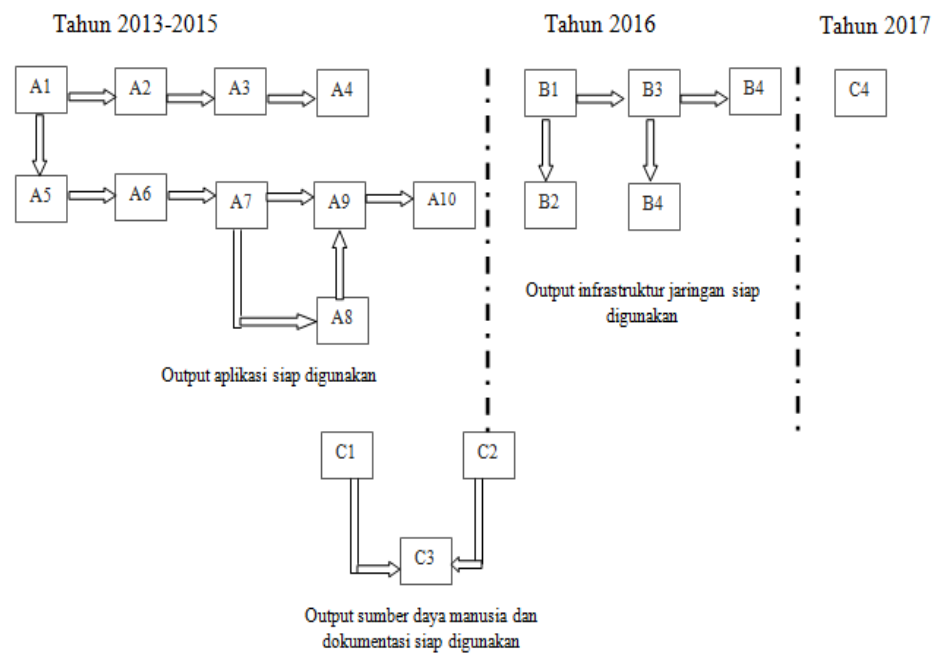 Tahun 2013-2015
Tahun 2016
Tahun 2017
A1
A2
A3
A4
B1
B3
B4
C4
A5
A6
A7
A9
A10
B2
B4
A8
Output infrastruktur jaringan siap
digunakan
Output aplikasi siap digunakan
C1
C2
C3
Output sumber daya manusia dan
dokumentasi siap digunakan